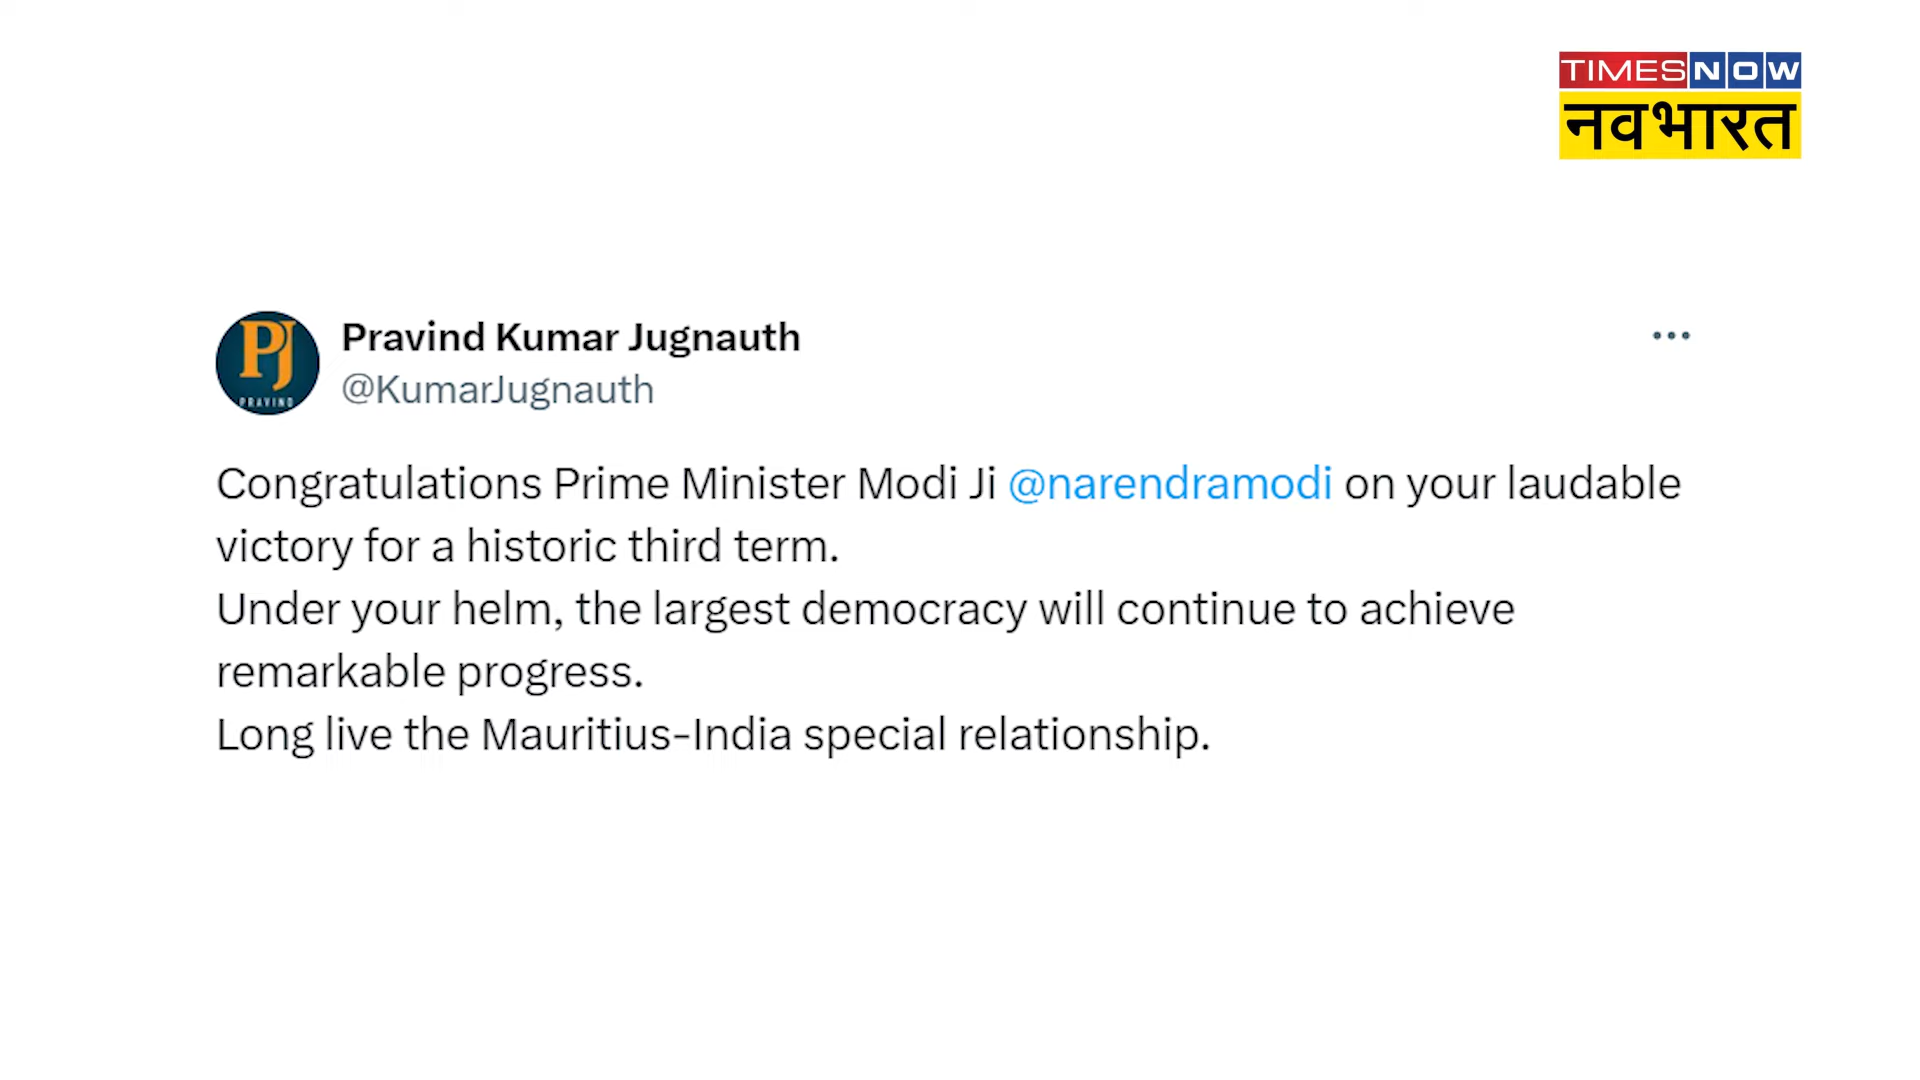 TIMES NOW
नवभारत
PJ
PRAVIND
Pravind Kumar Jugnauth
@KumarJugnauth
Congratulations Prime Minister Modi Ji @narendramodi on your laudable
victory for a historic third term.
Under your helm, the largest democracy will continue to achieve
remarkable progress.
Long live the Mauritius-India special relationship.